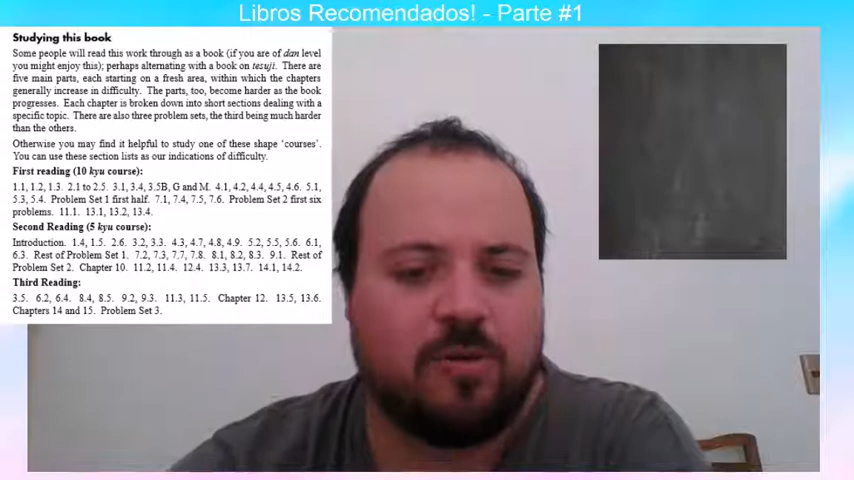 Libros Recomendados! - Parte #1
Studying this book
Some people will read this work through as a book (if you are of dan level
you might enjoy this); perhaps alternating with a book on tesuji. There are
five main parts, each starting on a fresh area, within which the chapters
generally increase in difficulty. The parts, too, become harder as the book
progresses. Each chapter is broken down into short sections dealing with a
specific topic. There are also three problem sets, the third being much harder
than the others.
Otherwise you may find it helpful to study one of these shape ‘courses’.
You can use these section lists as our indications of difficulty.
First reading (10 kyu course):
1.1, 1.2, 1.3. 2.1 to 2.5. 3.1, 3.4, 3.5B, G and M. 4.1, 4.2, 4.4, 4.5, 4.6. 5.1,
5.3, 5.4. Problem Set 1 first half. 7.1, 7.4, 7.5, 7.6. Problem Set 2 first six
problems. 11.1. 13.1, 13.2, 13.4.
Second Reading (5 kyu course):
Introduction. 1.4, 1.5. 2.6. 3.2, 3.3. 4.3, 4.7, 4.8, 4.9. 5.2, 5.5, 5.6. 6.1,
6.3. Rest of Problem Set 1. 7.2, 7.3, 7.7, 7.8. 8.1, 8.2, 8.3. 9.1. Rest of
Problem Set 2. Chapter 10. 11.2, 11.4. 12.4. 13.3, 13.7. 14.1, 14.2.
Third Reading:
3.5. 6.2, 6.4. 8.4, 8.5. 9.2, 9.3. 11.3, 11.5. Chapter 12. 13.5, 13.6.
Chapters 14 and 15. Problem Set 3.